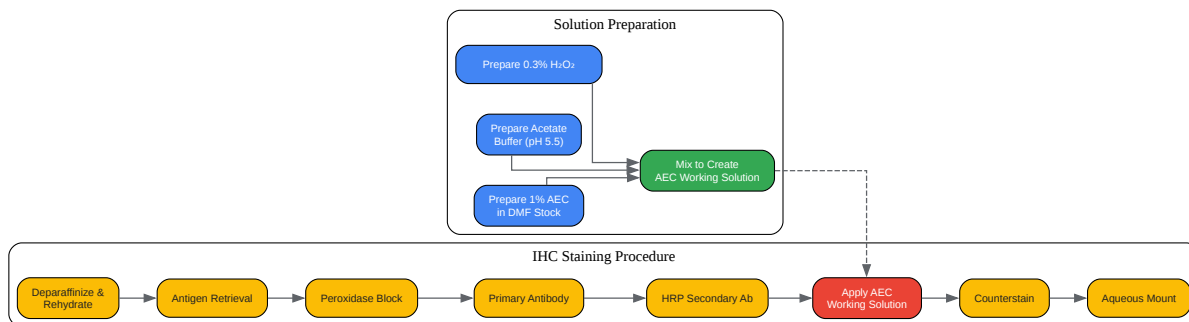 Solution Preparation
Prepare 0.3% H₂O₂
Prepare Acetate
Buffer (pH 5.5)
Mix to Create
AEC Working Solution
Prepare 1% AEC
in DMF Stock
IHC Staining Procedure
Deparaffinize &
Rehydrate
Antigen Retrieval
Peroxidase Block
Primary Antibody
HRP Secondary Ab
Apply AEC
Working Solution
Counterstain
Aqueous Mount